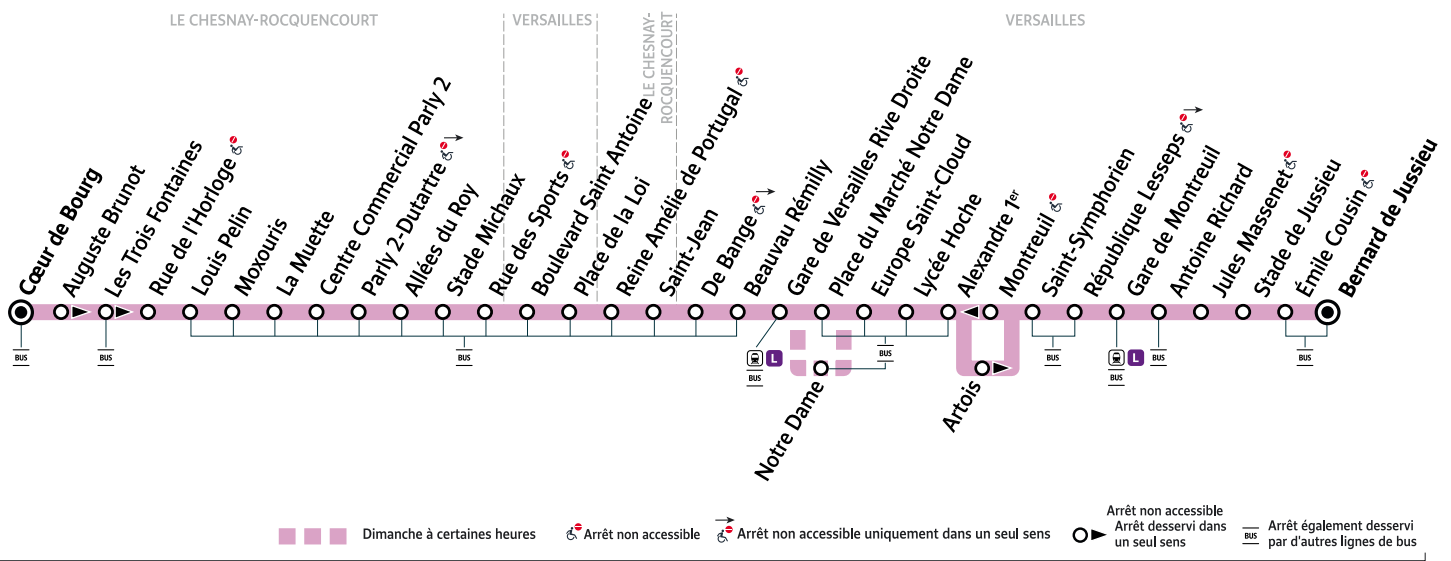 LE CHESNAY-ROCQUENCOURT
VERSAILLES
LE CHESNAY-
ROCQUENCOURT
VERSAILLES
Cœur de Bourg
Auguste Brunot
Les Trois Fontaines
Rue de l'Horloge
Louis Pelin
Moxouris
La Muette
Centre Commercial Parly 2
Parly 2-Dutartre
Allées du Roy
Stade Michaux
Rue des Sports
Boulevard Saint Antoine
Place de la Loi
Reine Amélie de Portugal
Saint-Jean
De Bange
Beauvau Rémilly
Gare de Versailles Rive Droite
Place du Marché Notre Dame
Europe Saint-Cloud
Lycée Hoche
Alexandre 1er
Montreuil
Saint-Symphorien
République Lesseps
Gare de Montreuil
Antoine Richard
Jules Massenet
Stade de Jussieu
Émile Cousin
Bernard de Jussieu
BUS
BUS
BUS
L
BUS
BUS
BUS
L
BUS
BUS
BUS
Notre Dame
Artois
Dimanche à certaines heures
Arrêt non accessible
Arrêt non accessible uniquement dans un seul sens
Arrêt non accessible
Arrêt desservi dans
un seul sens
BUS
Arrêt également desservi
par d'autres lignes de bus